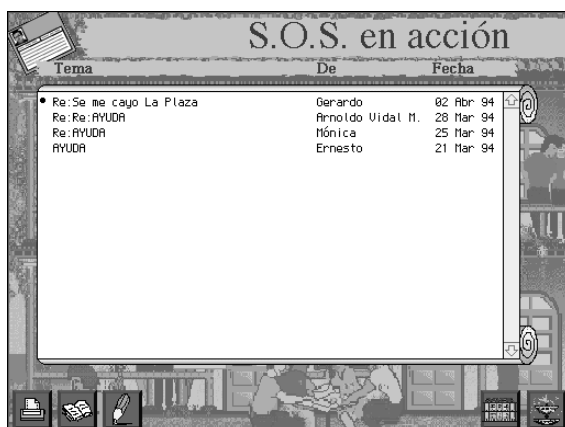 S.O.S. en acción
Tema De Fecha
• Re:Se me cayo La Plaza Gerardo 02 Abr 94
Re:Re:AYUDA Arnoldo Vidal M. 28 Mar 94
Re:AYUDA Mónica 25 Mar 94
AYUDA Ernesto 21 Mar 94